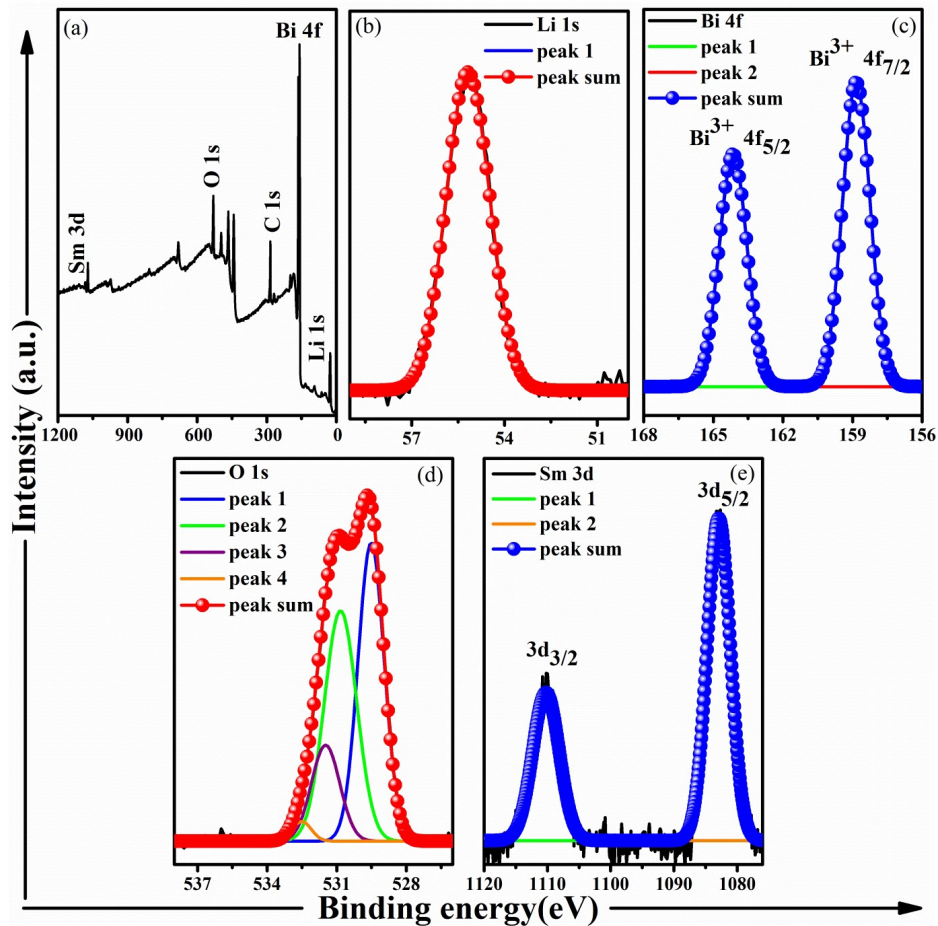 (a)
Bi 4f
O 1s
C 1s
Sm 3d
Li 1s
1200 900 600 300 0
(b)
Li 1s
peak 1
peak sum
57 54 51
(c)
Bi 4f
peak 1
peak 2
peak sum
Bi3+ 4f7/2
Bi3+ 4f5/2
168 165 162 159 156
(d)
O 1s
peak 1
peak 2
peak 3
peak 4
peak sum
537 534 531 528
(e)
Sm 3d
peak 1
peak 2
peak sum
3d5/2
3d3/2
1120 1110 1100 1090 1080
Intensity (a.u.)
Binding energy(eV)